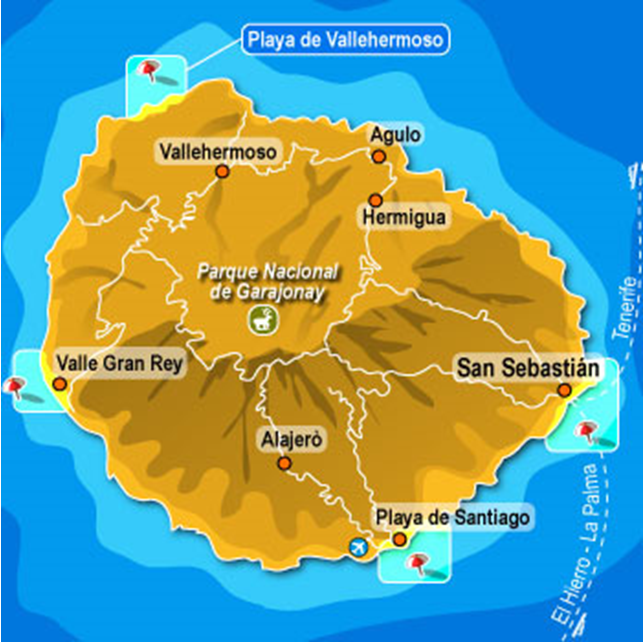 Playa de Vallehermoso
Agulo
Vallehermoso
Hermigua
Parque Nacional
de Garajonay
Tenerife
Valle Gran Rey
San Sebastián
Alajerò
Playa de Santiago
El Hierro - La Palma